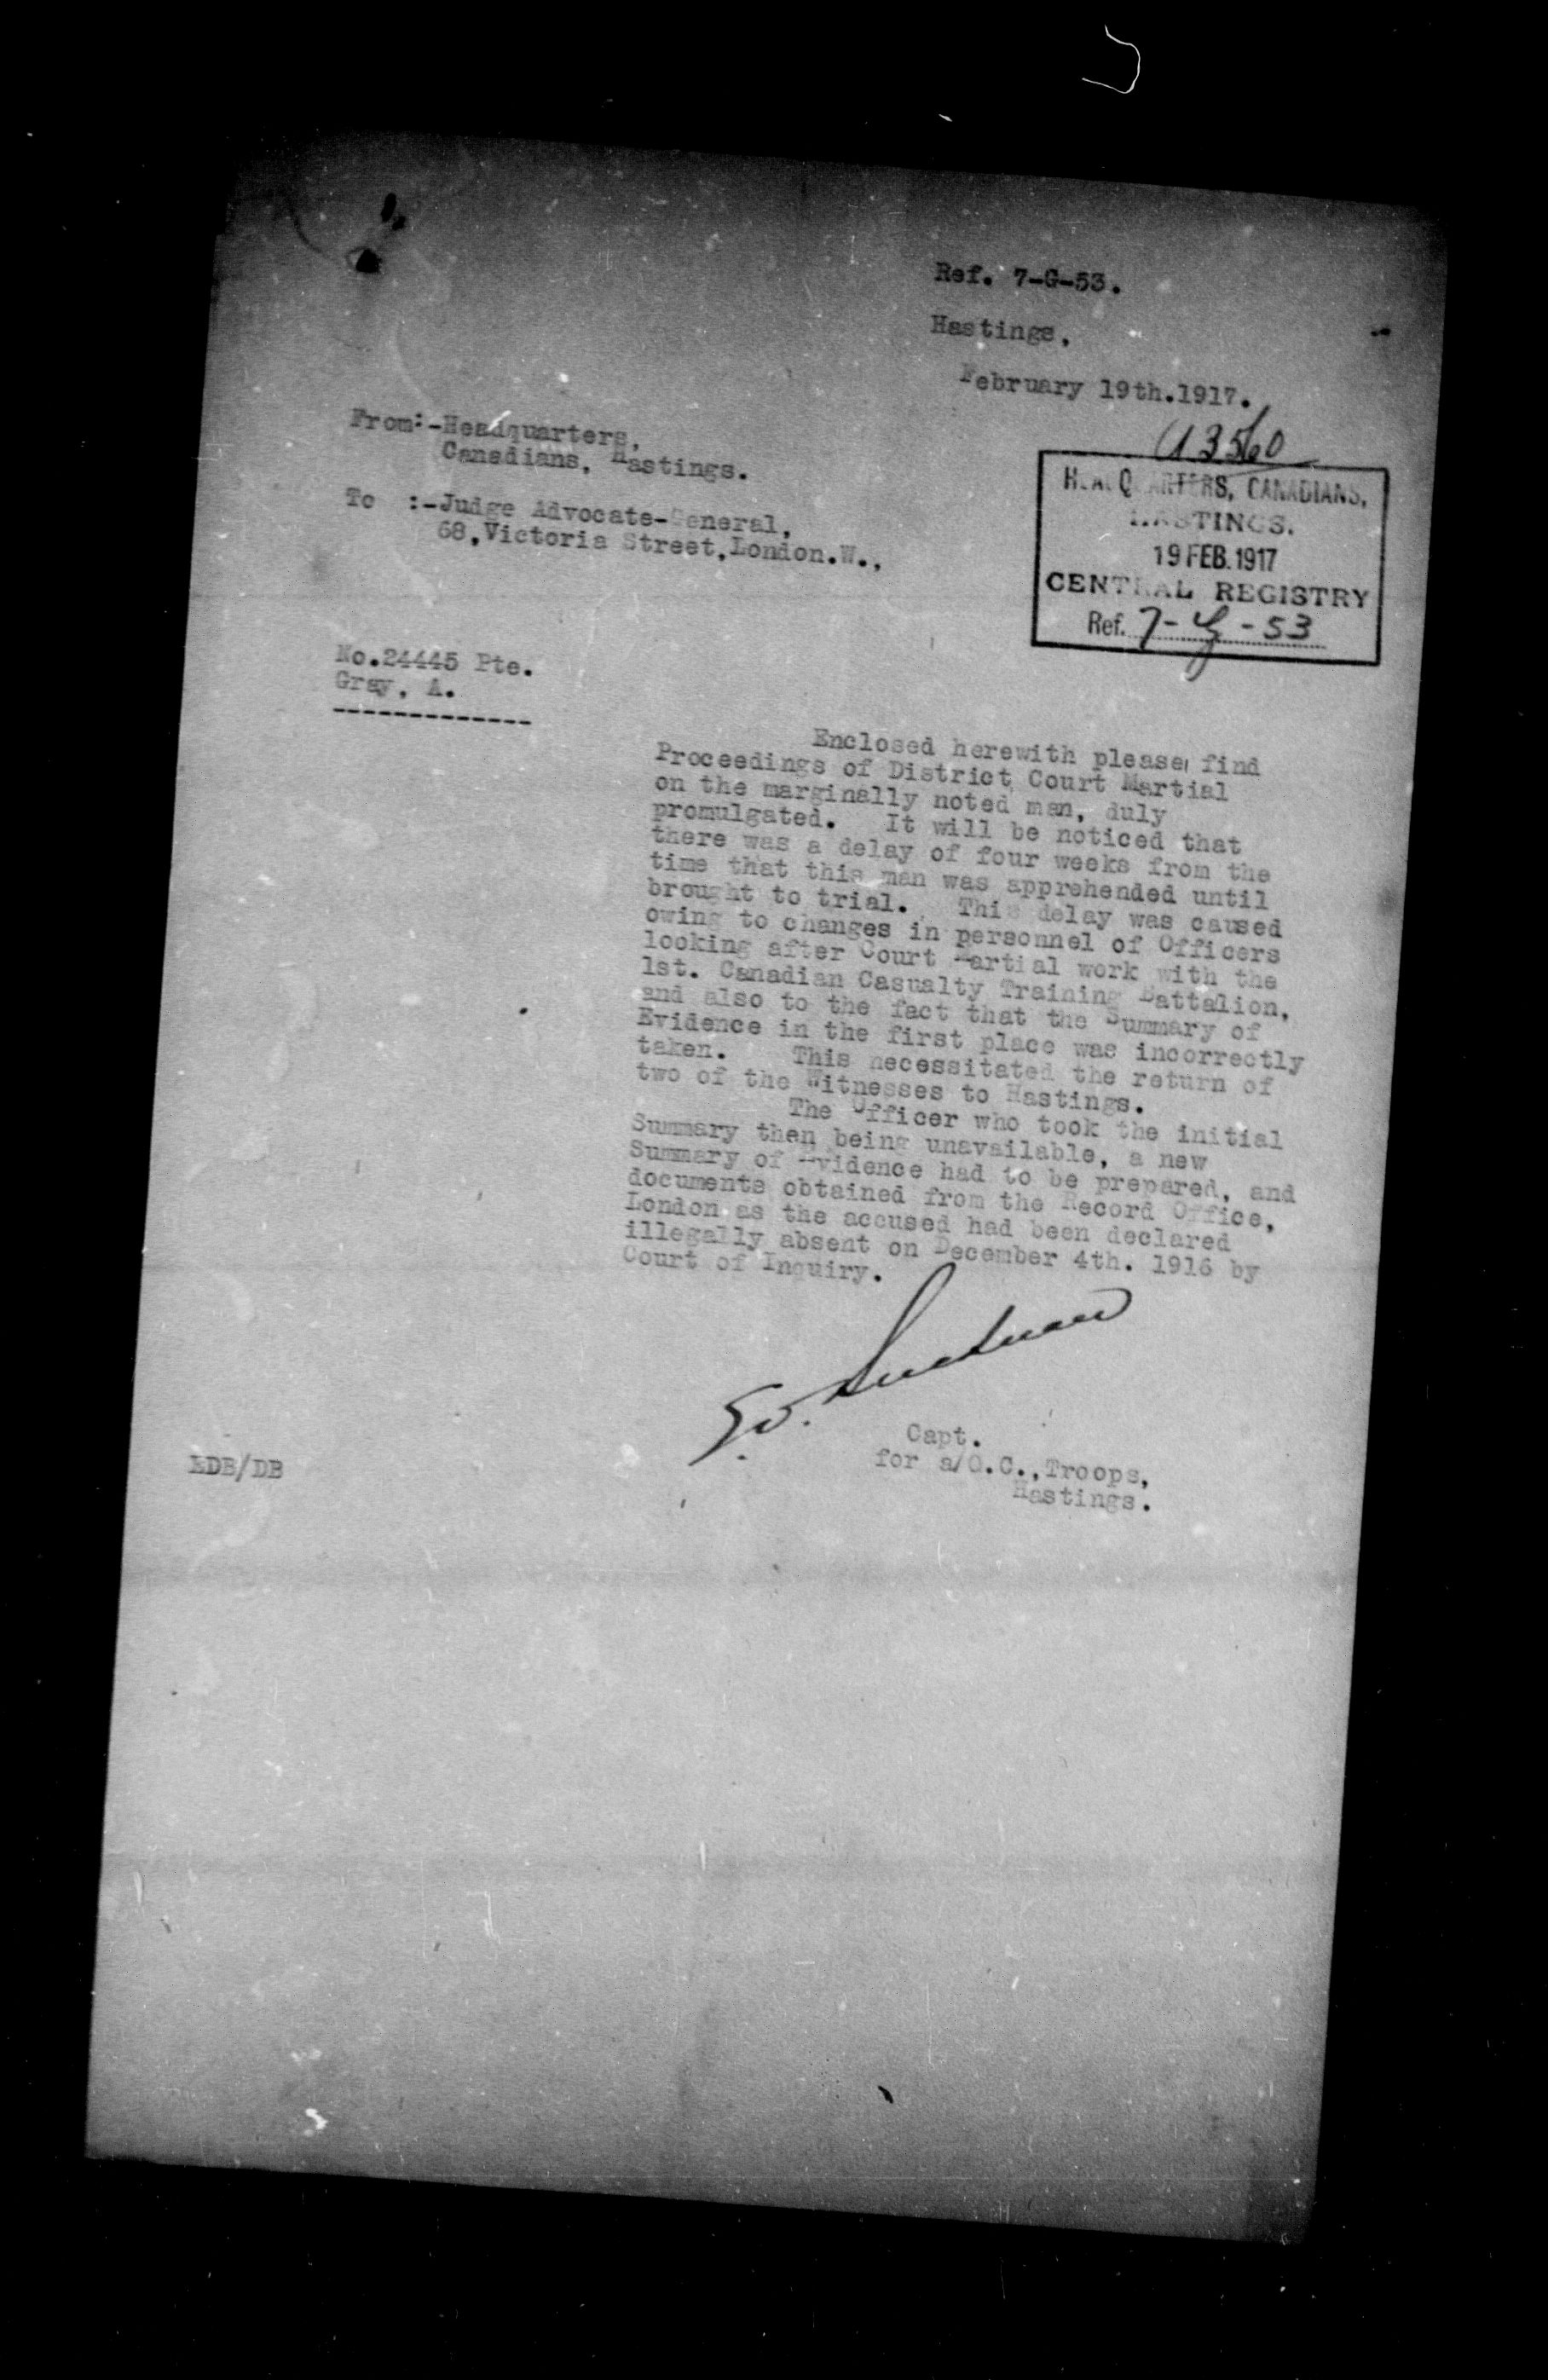 Ref. 7-G-53.
Hastings,
February 19th.1917.
From:-Headquarters,
Canadians, Hastings.
To :-Judge Advocate-General,
68,Victoria Street,London.W.,
A3560
HEADQUARTERS, CANADIANS,
HASTINGS.
19 FEB. 1917
CENTRAL REGISTRY
Ref. 7-G-53
No.24445 Pte.
Gray, A.
-------------
Enclosed herewith please find
Proceedings of District Court Martial
on the marginally noted man, duly
promulgated. It will be noticed that
there was a delay of four weeks from the
time that this man was apprehended until
brought to trial. This delay was caused
owing to changes in personnel of Officers
looking after Court Martial work with the
1st. Canadian Casualty Training Battalion,
and also to the fact that the Summary of
Evidence in the first place was incorrectly
taken. This necessitated the return of
two of the Witnesses to Hastings.
The Officer who took the initial
Summary then being unavailable, a new
Summary of Evidence had to be prepared, and
documents obtained from the Record Office,
London as the accused had been declared
illegally absent on December 4th. 1916 by
Court of Inquiry.
Capt.
for a/O.C.,Troops,
Hastings.
EDB/DB